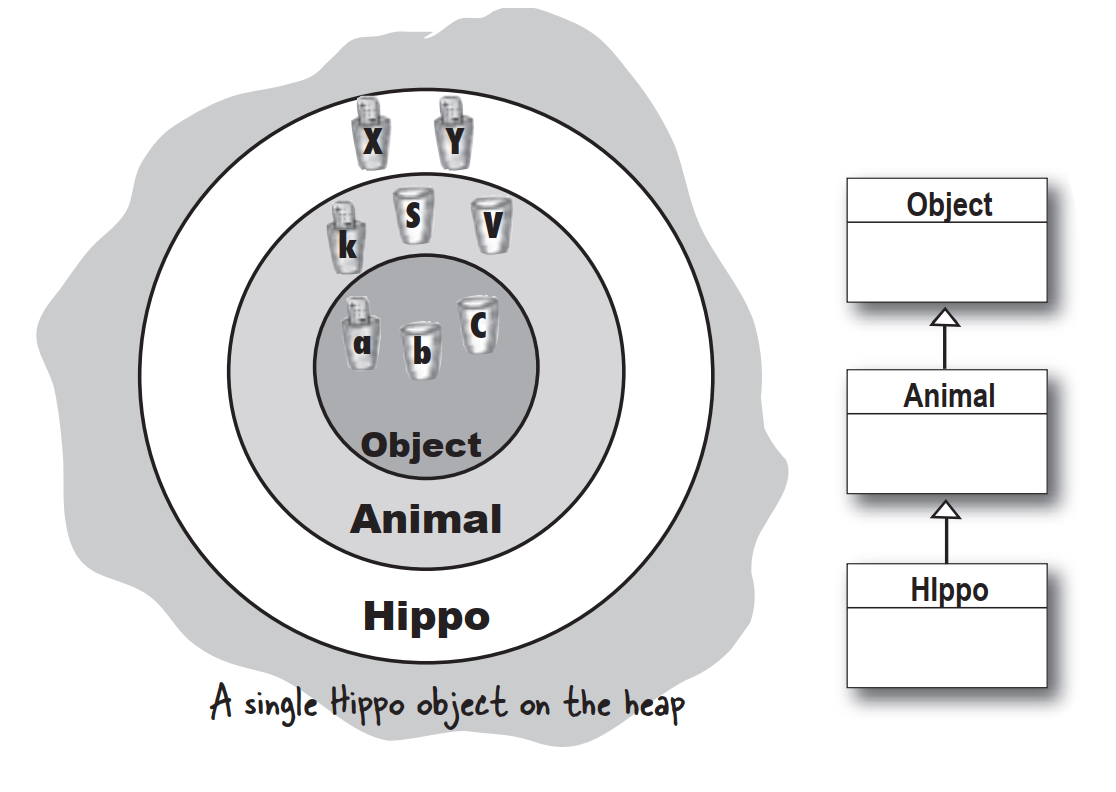 X Y
k S V
a b C
Object
Animal
Hippo
A single Hippo object on the heap
Object
Animal
HIppo